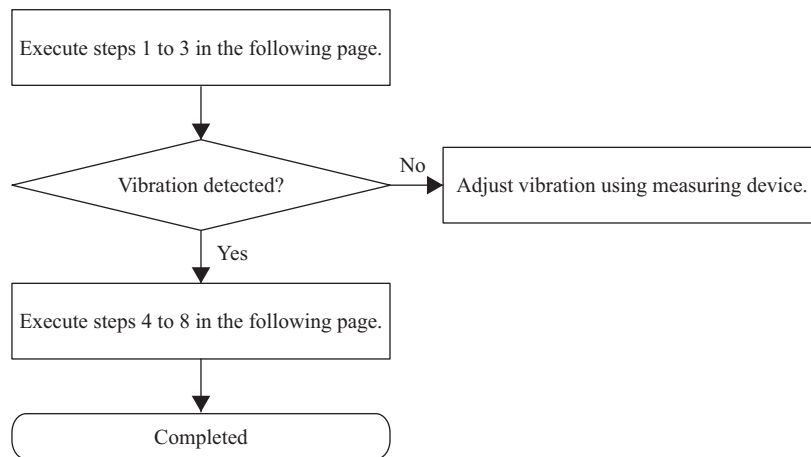 Execute steps 1 to 3 in the following page.
Vibration detected?
No
Adjust vibration using measuring device.
Yes
Execute steps 4 to 8 in the following page.
Completed